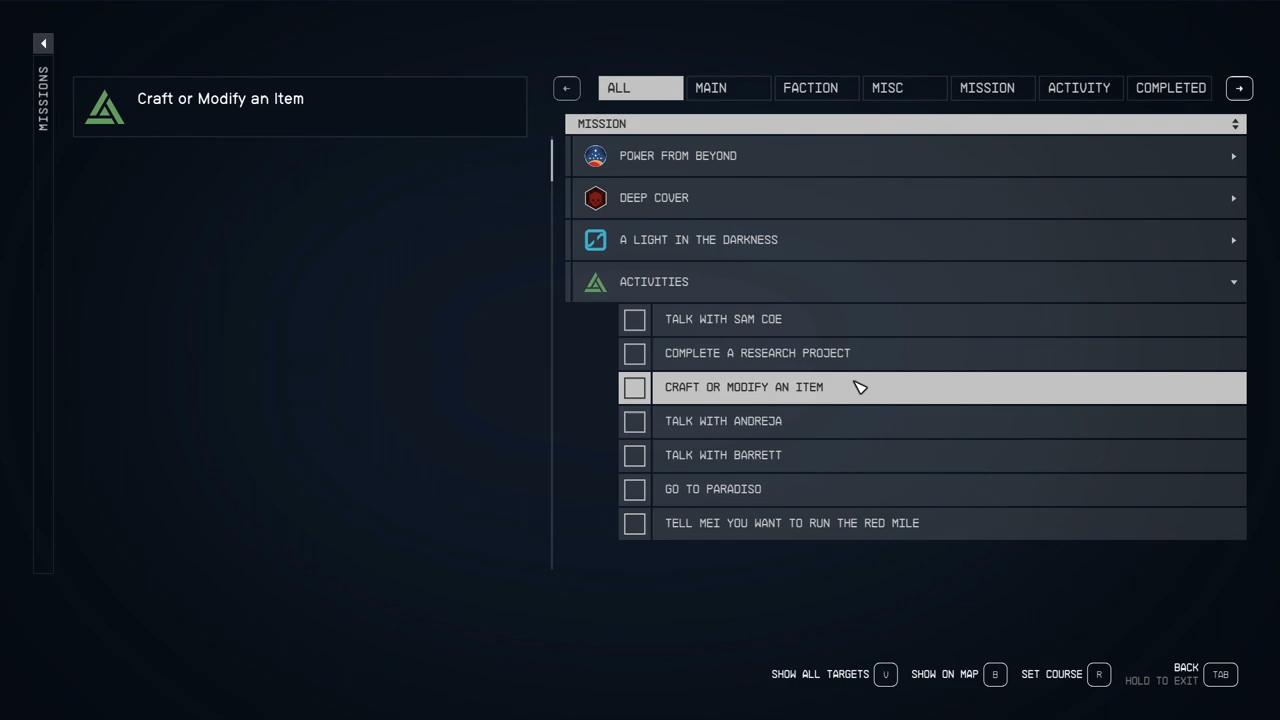 MISSIONS
Craft or Modify an Item
ALL
MAIN
FACTION
MISC
MISSION
ACTIVITY
COMPLETED
MISSION
POWER FROM BEYOND
DEEP COVER
A LIGHT IN THE DARKNESS
ACTIVITIES
TALK WITH SAM COE
COMPLETE A RESEARCH PROJECT
CRAFT OR MODIFY AN ITEM
TALK WITH ANDREJA
TALK WITH BARRETT
GO TO PARADISO
TELL MEI YOU WANT TO RUN THE RED MILE
SHOW ALL TARGETS V
SHOW ON MAP B
SET COURSE R
BACK
HOLD TO EXIT
TAB